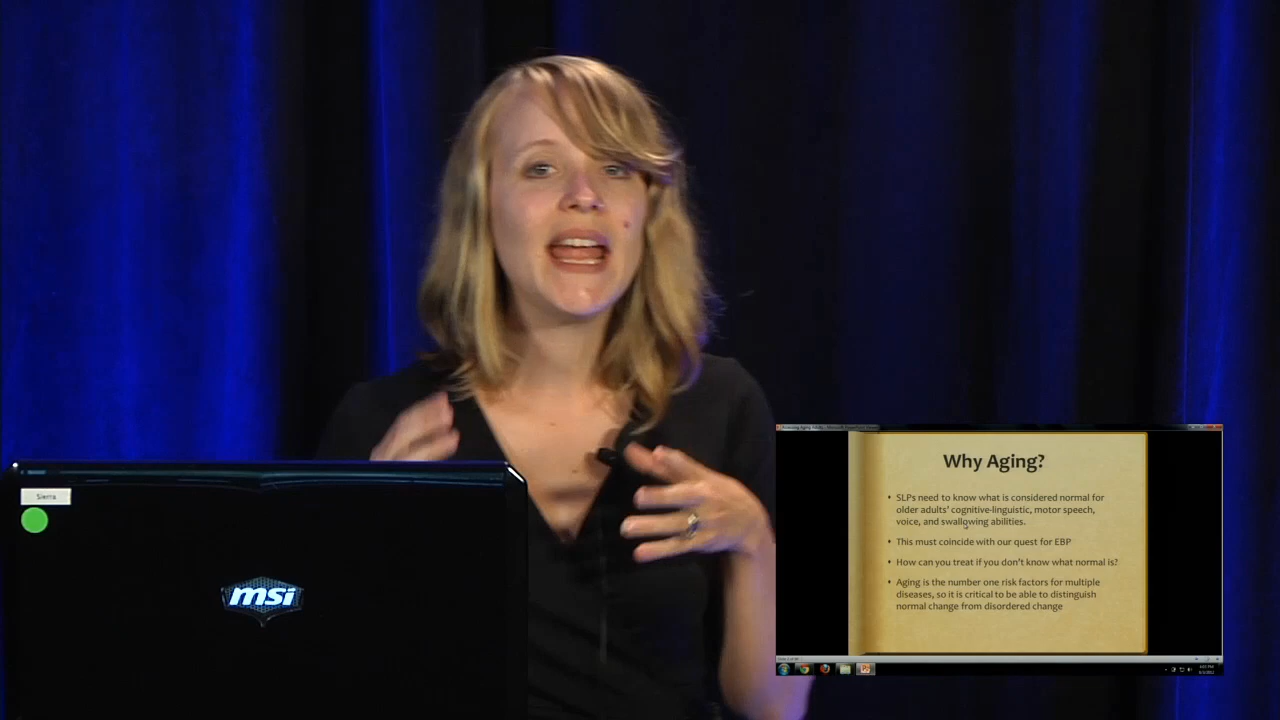 Sierra
msi
Why Aging?
• SLPs need to know what is considered normal for
older adults' cognitive-linguistic, motor speech,
voice, and swallowing abilities.
• This must coincide with our quest for EBP
• How can you treat if you don't know what normal is?
• Aging is the number one risk factors for multiple
diseases, so it is critical to be able to distinguish
normal change from disordered change